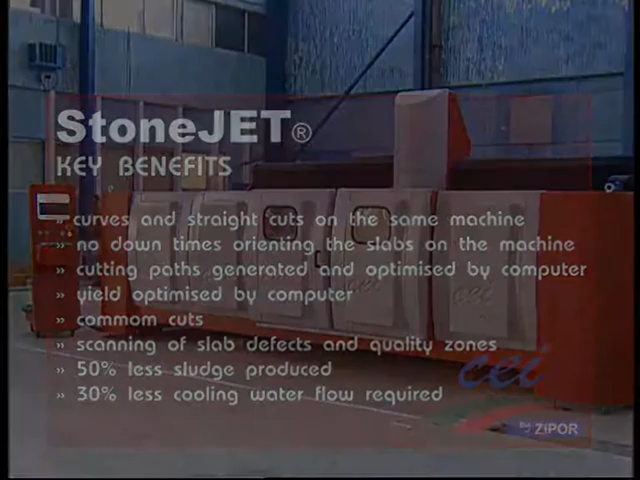 StoneJET®
KEY BENEFITS
» curves and straight cuts on the same machine
» no down times orienting the slabs on the machine
» cutting paths generated and optimised by computer
» yield optimised by computer
» commom cuts
» scanning of slab defects and quality zones
» 50% less sludge produced
» 30% less cooling water flow required
cei
by ZIPOR